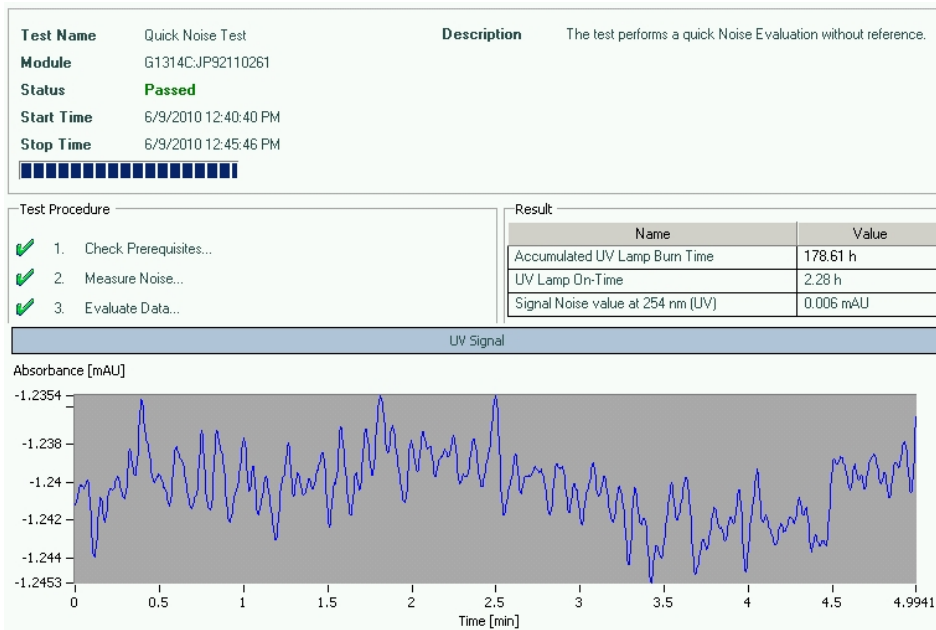 Test Name Quick Noise Test
Description The test performs a quick Noise Evaluation without reference.
Module G1314C:JP92110261
Status Passed
Start Time 6/9/2010 12:40:40 PM
Stop Time 6/9/2010 12:45:46 PM
Test Procedure
1. Check Prerequisites...
2. Measure Noise...
3. Evaluate Data...
Result
Name Value
Accumulated UV Lamp Burn Time 178.61 h
UV Lamp On-Time 2.28 h
Signal Noise value at 254 nm (UV) 0.006 mAU
UV Signal
Absorbance [mAU]
-1.2354
-1.238
-1.24
-1.242
-1.244
-1.2453
0 0.5 1 1.5 2 2.5 3 3.5 4 4.5 4.9941
Time [min]